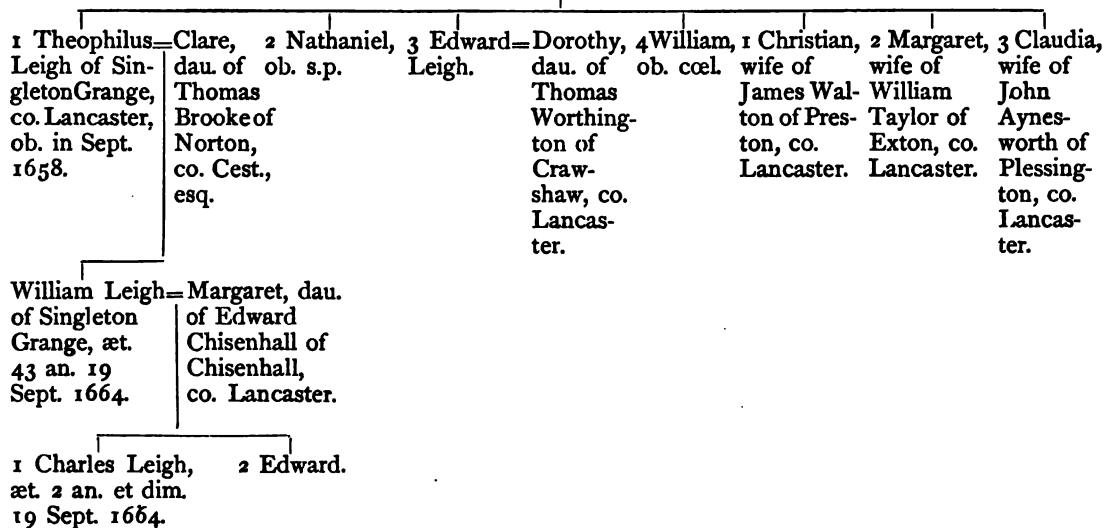 1 Theophilus=Clare,
Leigh of Sin-
gletonGrange,
co. Lancaster,
ob. in Sept.
1658.
dau. of
Thomas
Brooke of
Norton,
co. Cest.,
esq.
2 Nathaniel,
ob. s.p.
3 Edward=Dorothy,
Leigh.
dau. of
Thomas
Worthing-
ton of
Craw-
shaw, co.
Lancas-
ter.
4 William,
ob. cœl.
1 Christian,
wife of
James Wal-
ton of Pres-
ton, co.
Lancaster.
2 Margaret,
wife of
William
Taylor of
Exton, co.
Lancaster.
3 Claudia,
wife of
John
Aynes-
worth of
Plessing-
ton, co.
Lancas-
ter.
William Leigh=Margaret, dau.
of Singleton
Grange, æt.
43 an. 19
Sept. 1664.
of Edward
Chisenhall of
Chisenhall,
co. Lancaster.
1 Charles Leigh,
æt. 2 an. et dim.
19 Sept. 1664.
2 Edward.